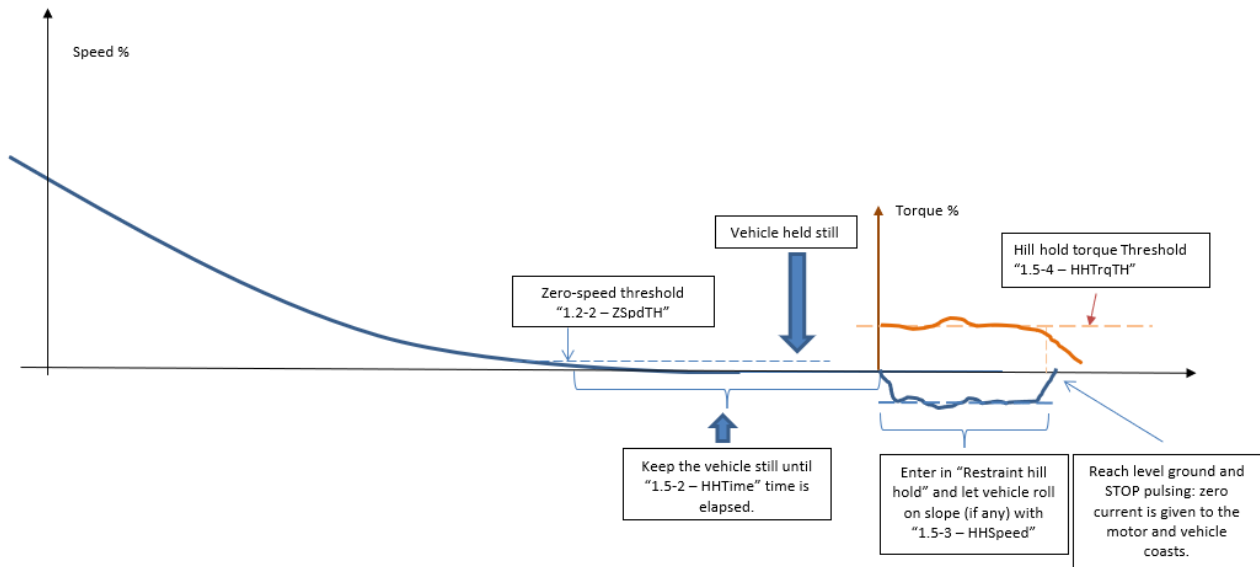 Speed %
Torque %
Vehicle held still
Hill hold torque Threshold
“1.5-4 – HHTrqTH”
Zero-speed threshold
“1.2-2 – ZSpdTH”
Keep the vehicle still until
“1.5-2 – HHTime” time is
elapsed.
Enter in “Restraint hill
hold” and let vehicle roll
on slope (if any) with
“1.5-3 – HHSpeed”
Reach level ground and
STOP pulsing: zero
current is given to the
motor and vehicle
coasts.